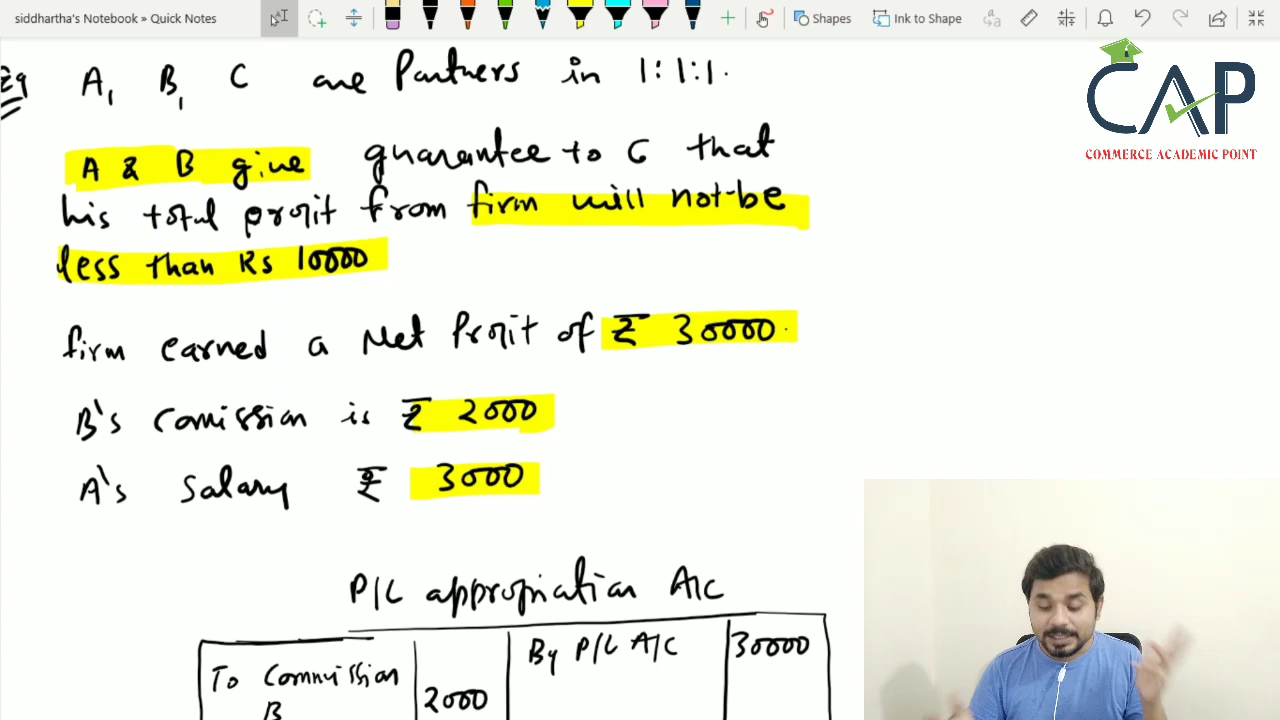 siddhartha's Notebook » Quick Notes
Shapes
Ink to Shape
CAP
COMMERCE ACADEMIC POINT
Eg A, B, C are Partners in 1:1:1.
A & B give guarantee to C that
his total profit from firm will not be
less than Rs 10000
firm earned a Net Profit of ₹ 30000.
B's Comission is ₹ 2000
A's Salary ₹ 3000
P/L appropriation A/C
To Commission By P/L A/C 30000
B 2000